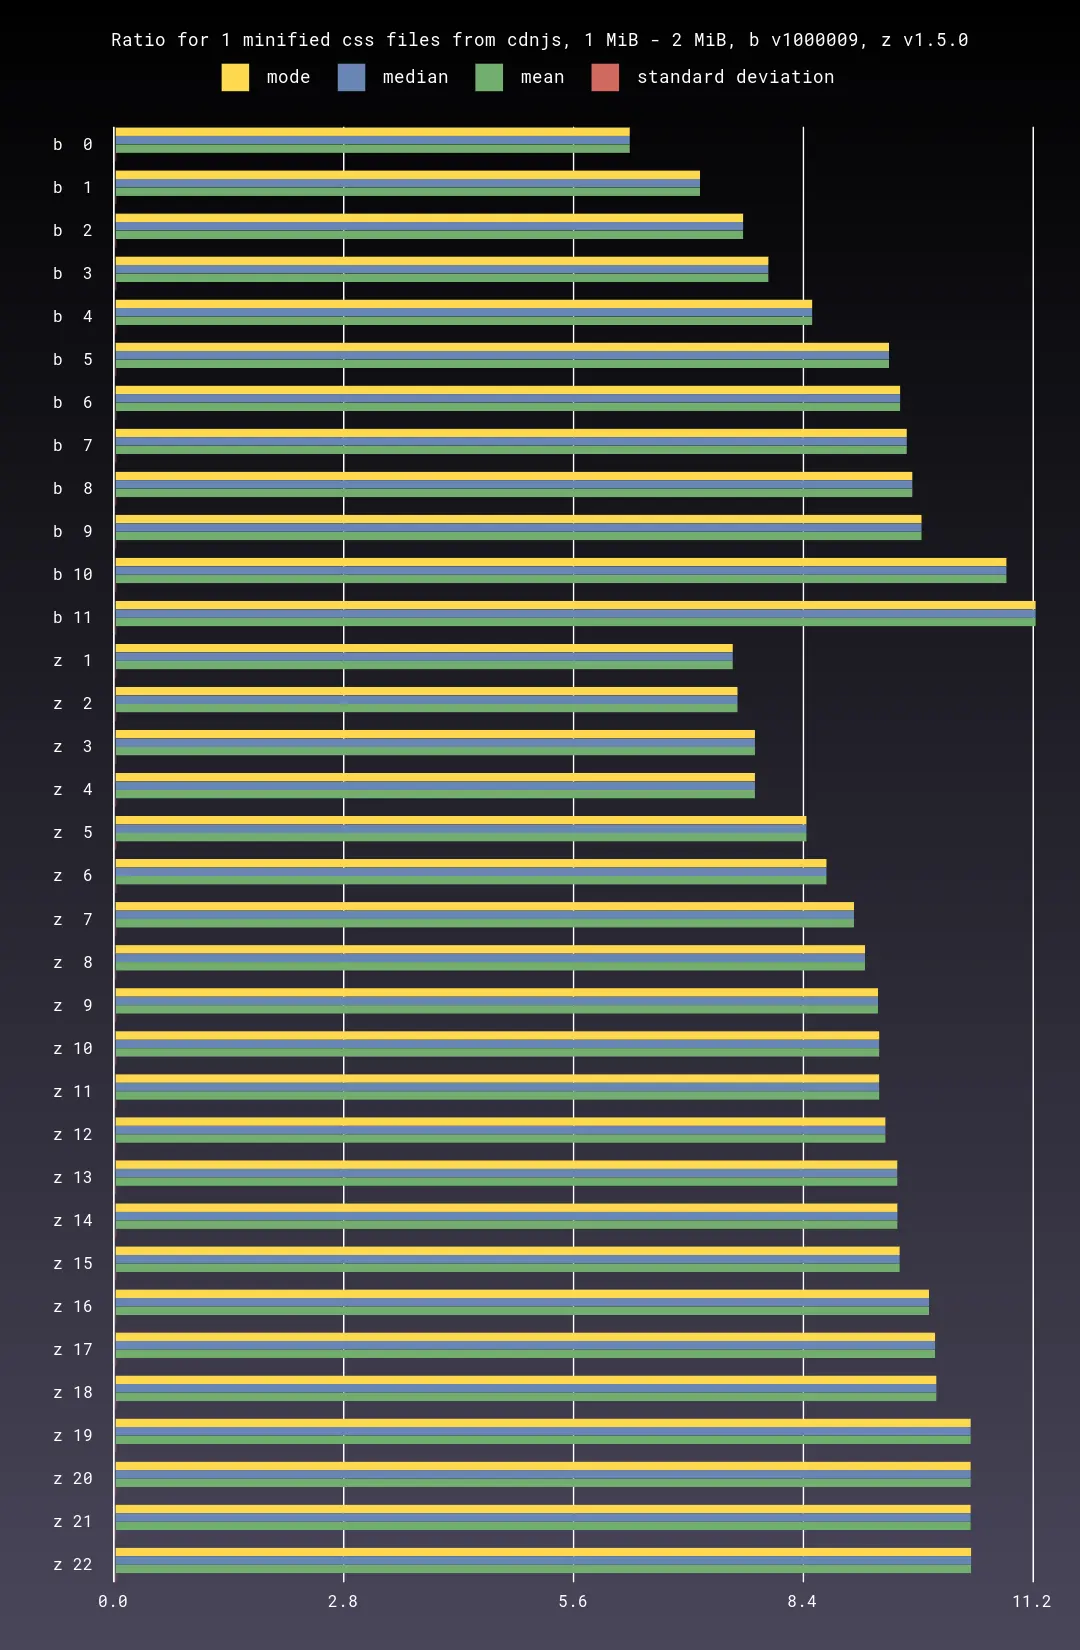 Ratio for 1 minified css files from cdnjs, 1 MiB - 2 MiB, b v1000009, z v1.5.0
mode median mean standard deviation
b 0
b 1
b 2
b 3
b 4
b 5
b 6
b 7
b 8
b 9
b 10
b 11
z 1
z 2
z 3
z 4
z 5
z 6
z 7
z 8
z 9
z 10
z 11
z 12
z 13
z 14
z 15
z 16
z 17
z 18
z 19
z 20
z 21
z 22
0.0 2.8 5.6 8.4 11.2